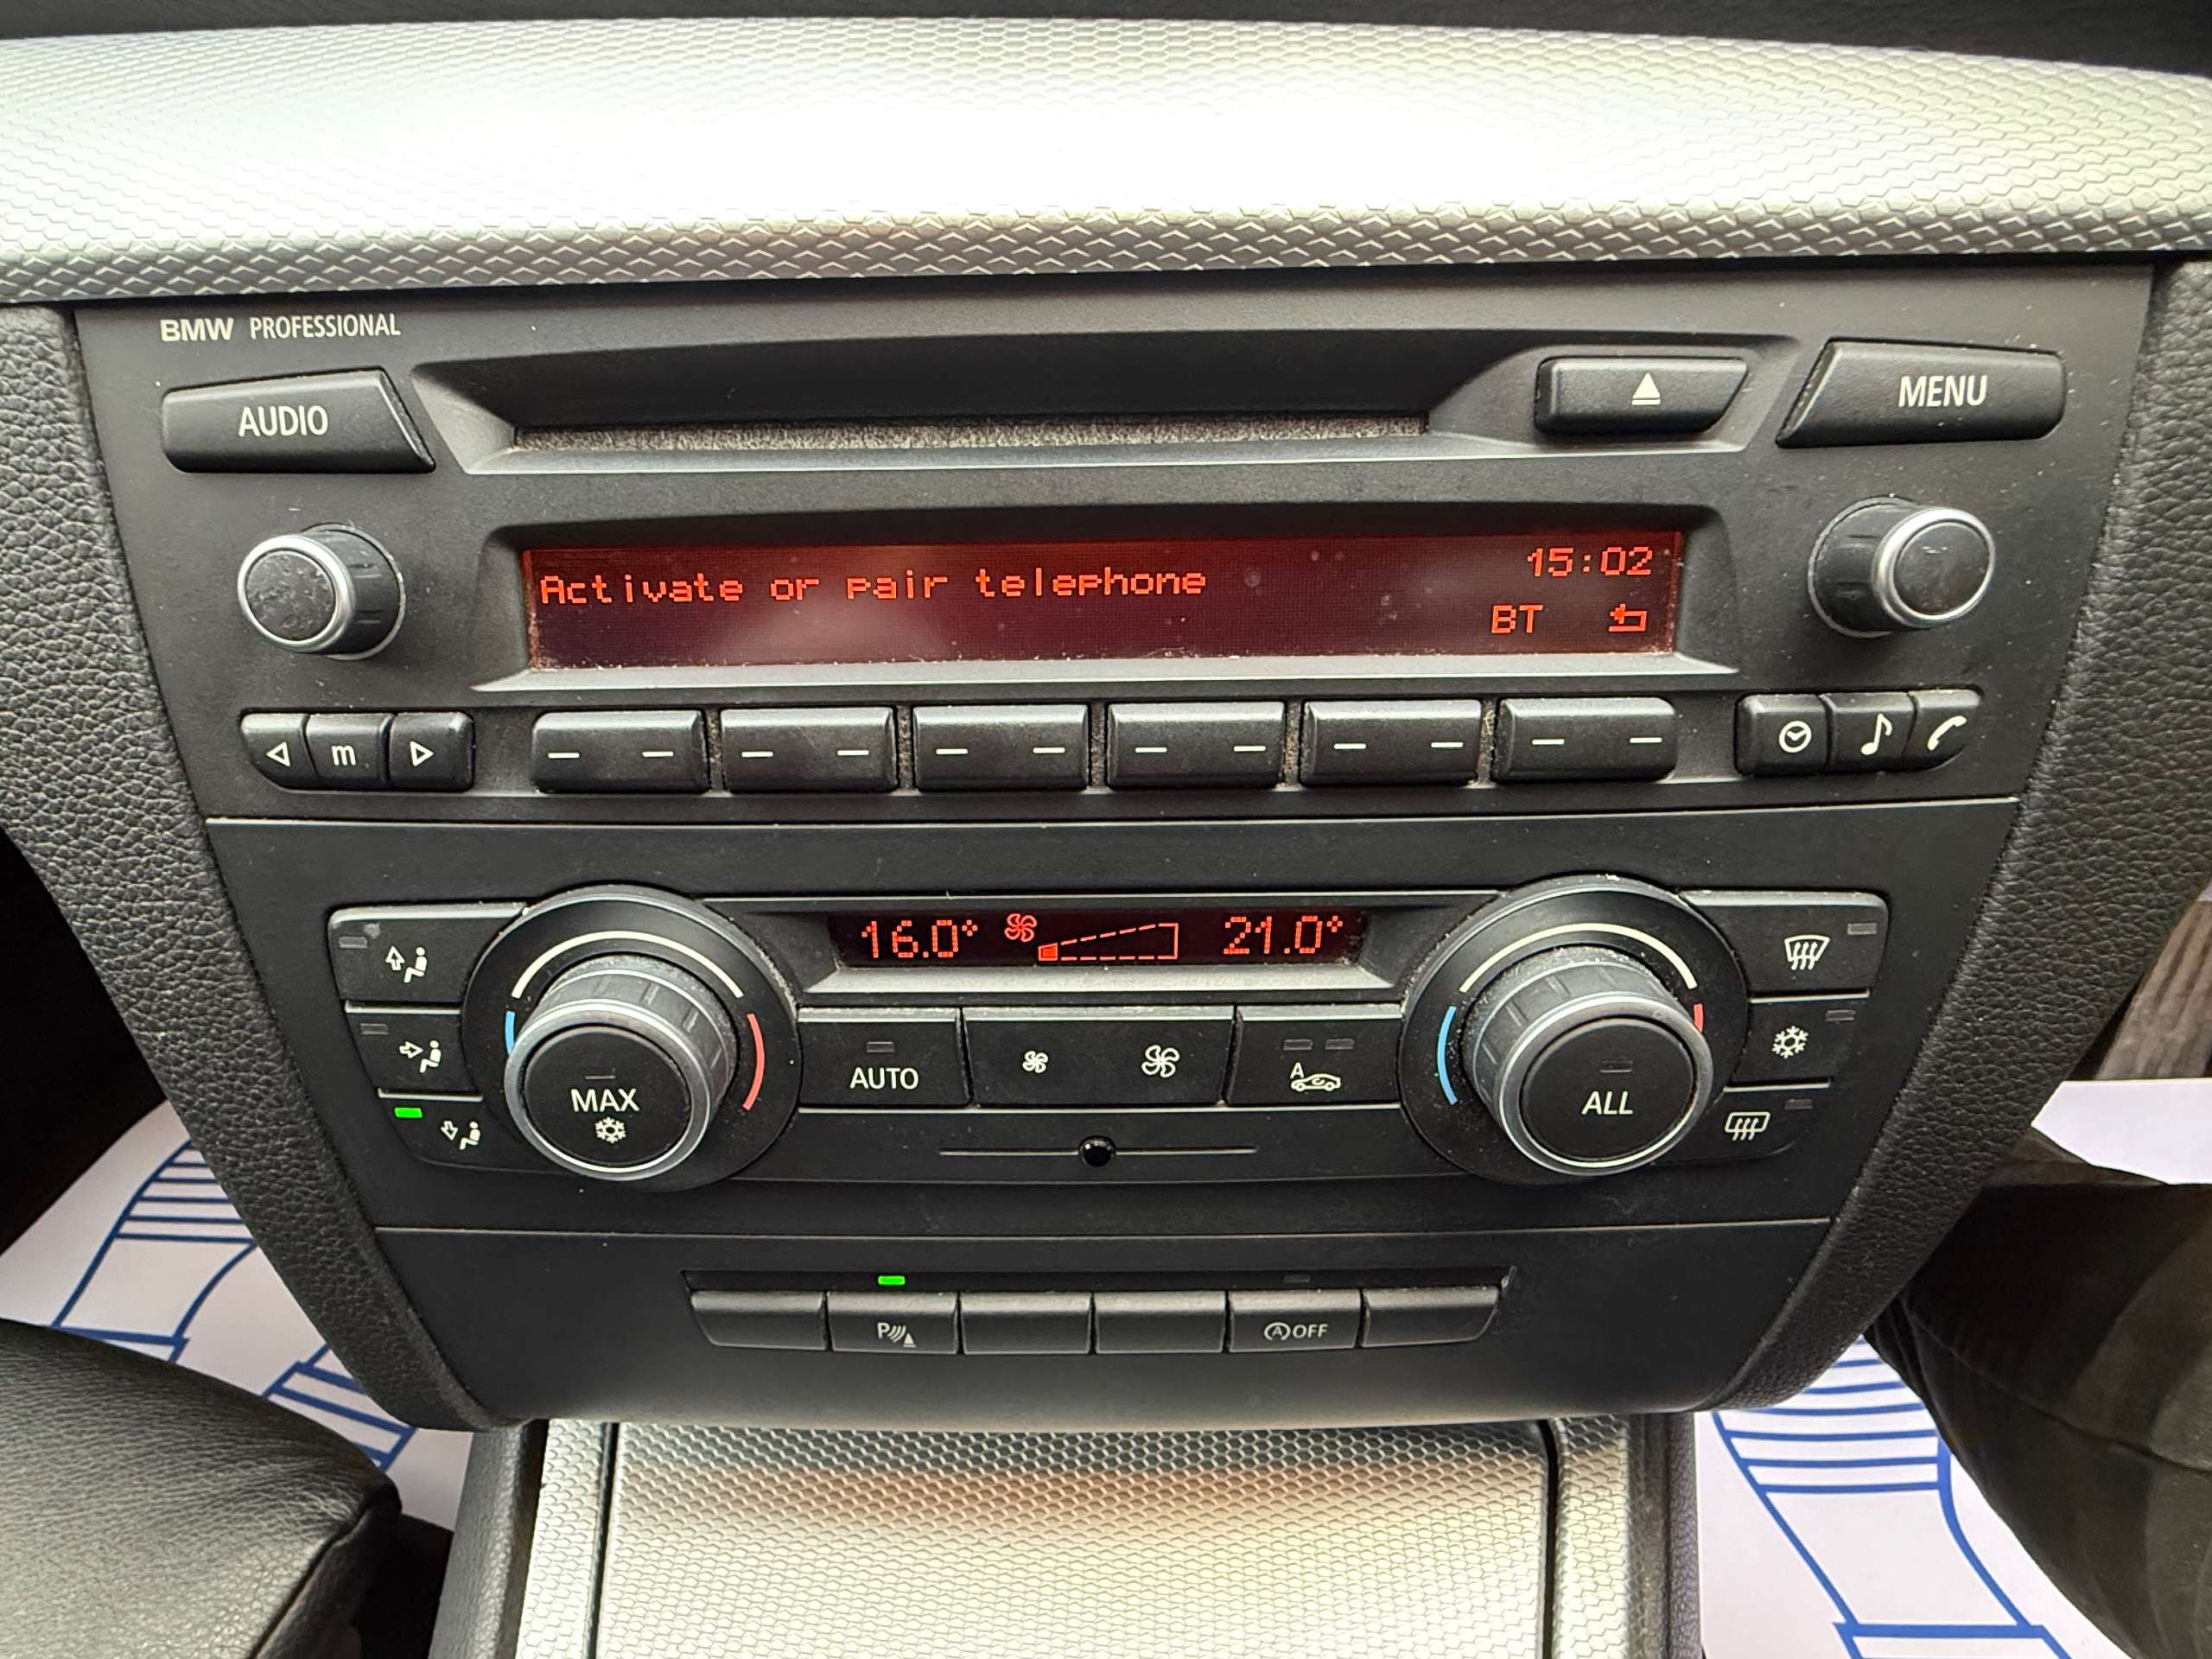 BMW PROFESSIONAL
AUDIO
MENU
15:02
Activate or pair telephone
BT
m
16.0° 21.0°
AUTO
A
MAX
ALL
P
A OFF